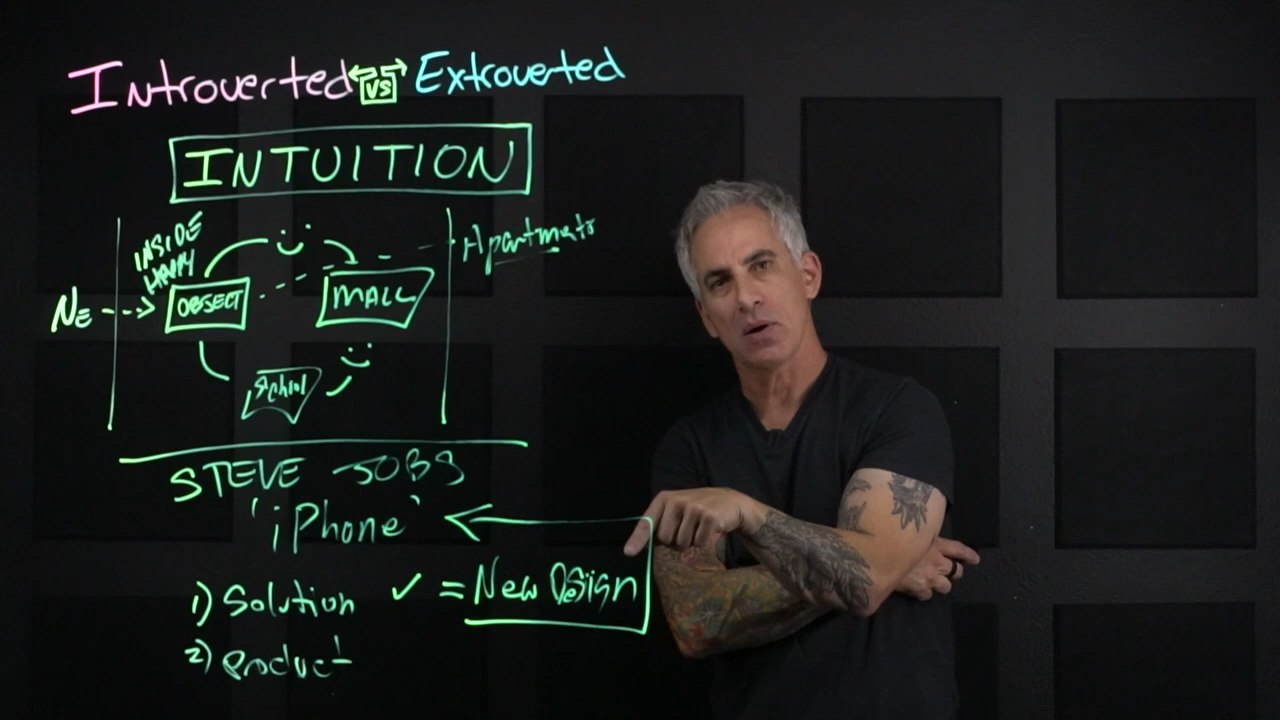 Introverted VS Extroverted
INTUITION
INSIDE
HAPPY
Apartments
NE
OBJECT
MALL
School
STEVE JOBS
'iPhone'
1) Solution ✓ = New Design
2) product